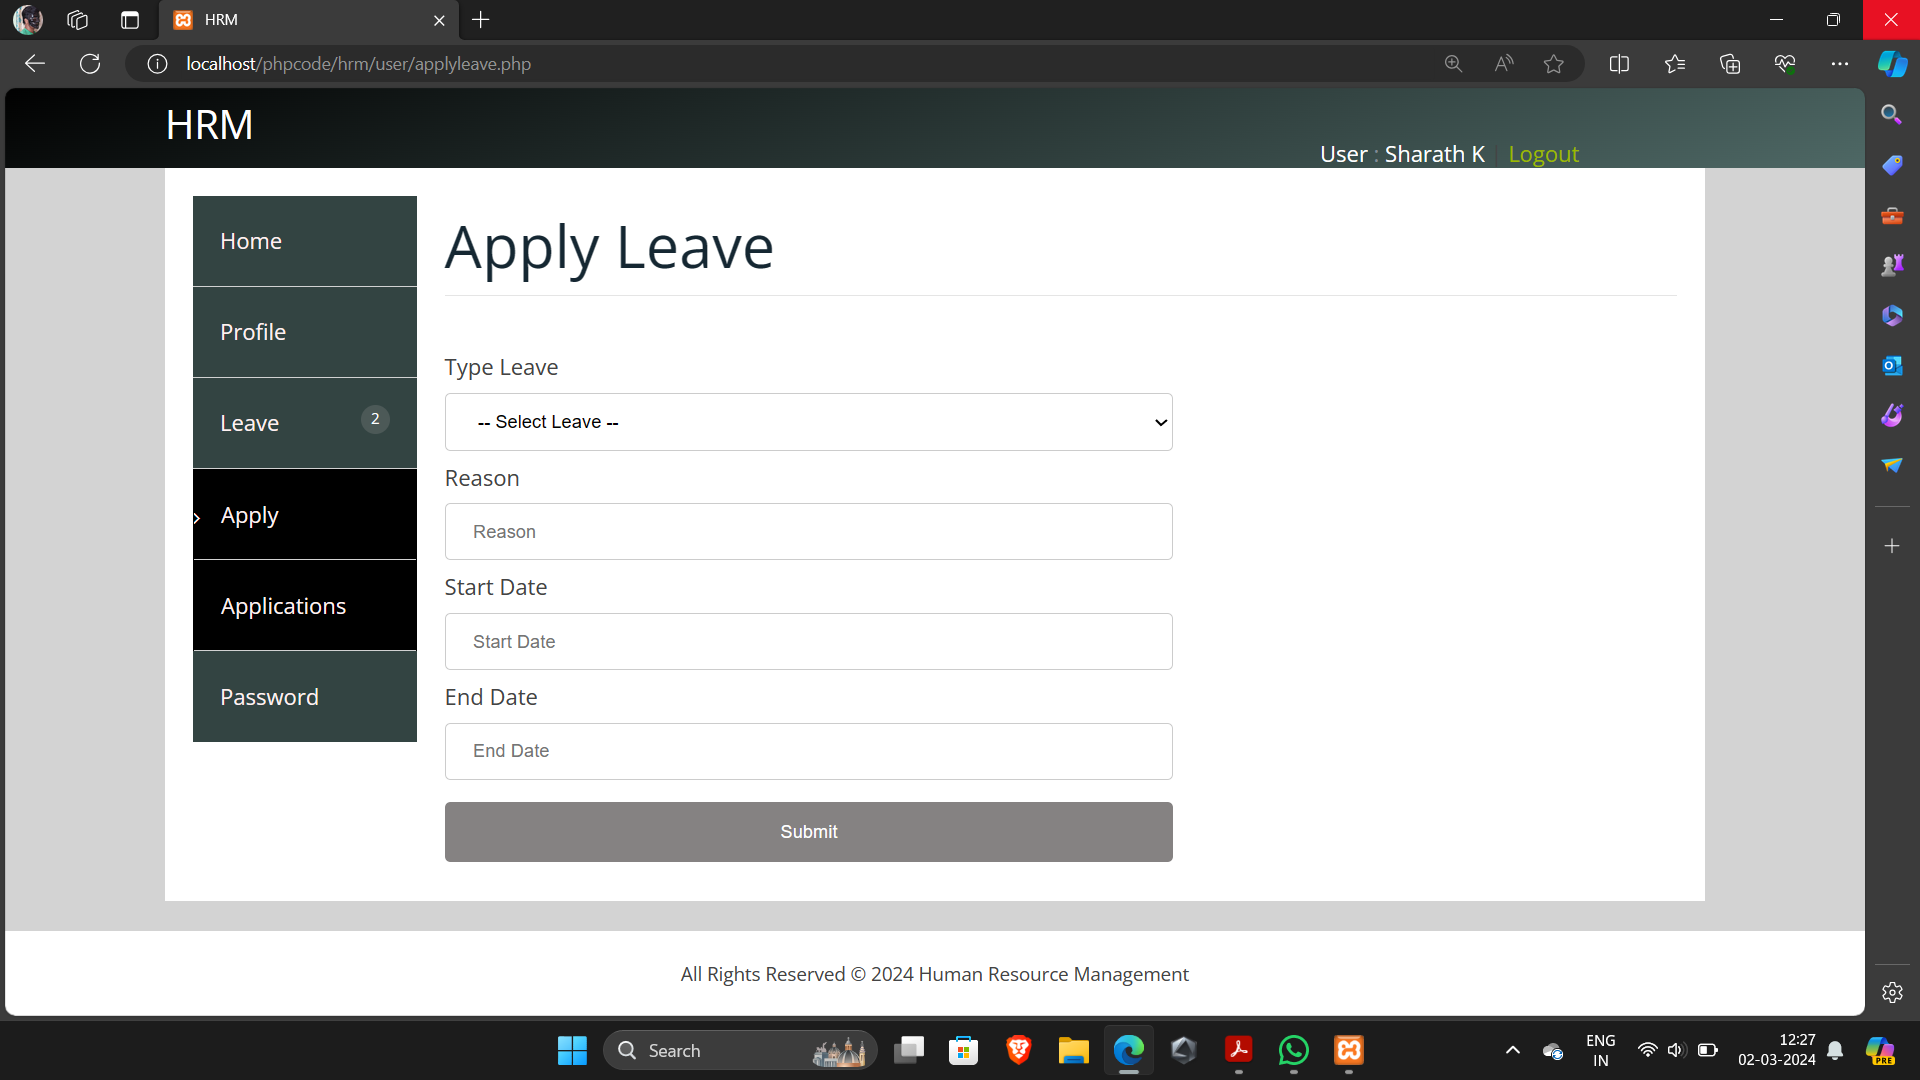 HRM
localhost/phpcode/hrm/user/applyleave.php
HRM
User : Sharath K Logout
Home
Profile
Leave 2
Apply
Applications
Password
Apply Leave
Type Leave
-- Select Leave --
Reason
Reason
Start Date
Start Date
End Date
End Date
Submit
All Rights Reserved © 2024 Human Resource Management
Search
ENG
IN
12:27
02-03-2024
PRE